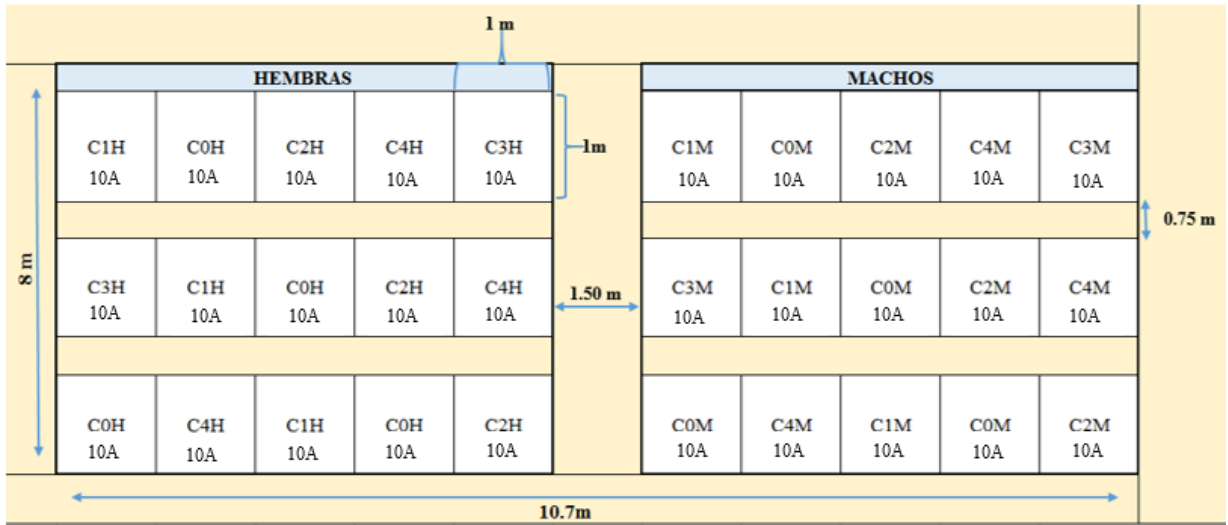 1 m
HEMBRAS
MACHOS
C1H C0H C2H C4H C3H
10A 10A 10A 10A 10A
1m
C1M C0M C2M C4M C3M
10A 10A 10A 10A 10A
0.75 m
8 m
C3H C1H C0H C2H C4H
10A 10A 10A 10A 10A
1.50 m
C3M C1M C0M C2M C4M
10A 10A 10A 10A 10A
C0H C4H C1H C0H C2H
10A 10A 10A 10A 10A
C0M C4M C1M C0M C2M
10A 10A 10A 10A 10A
10.7m